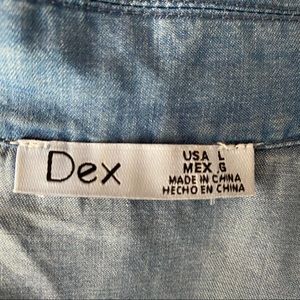 Dex
USA L
MEX G
MADE IN CHINA
HECHO EN CHINA